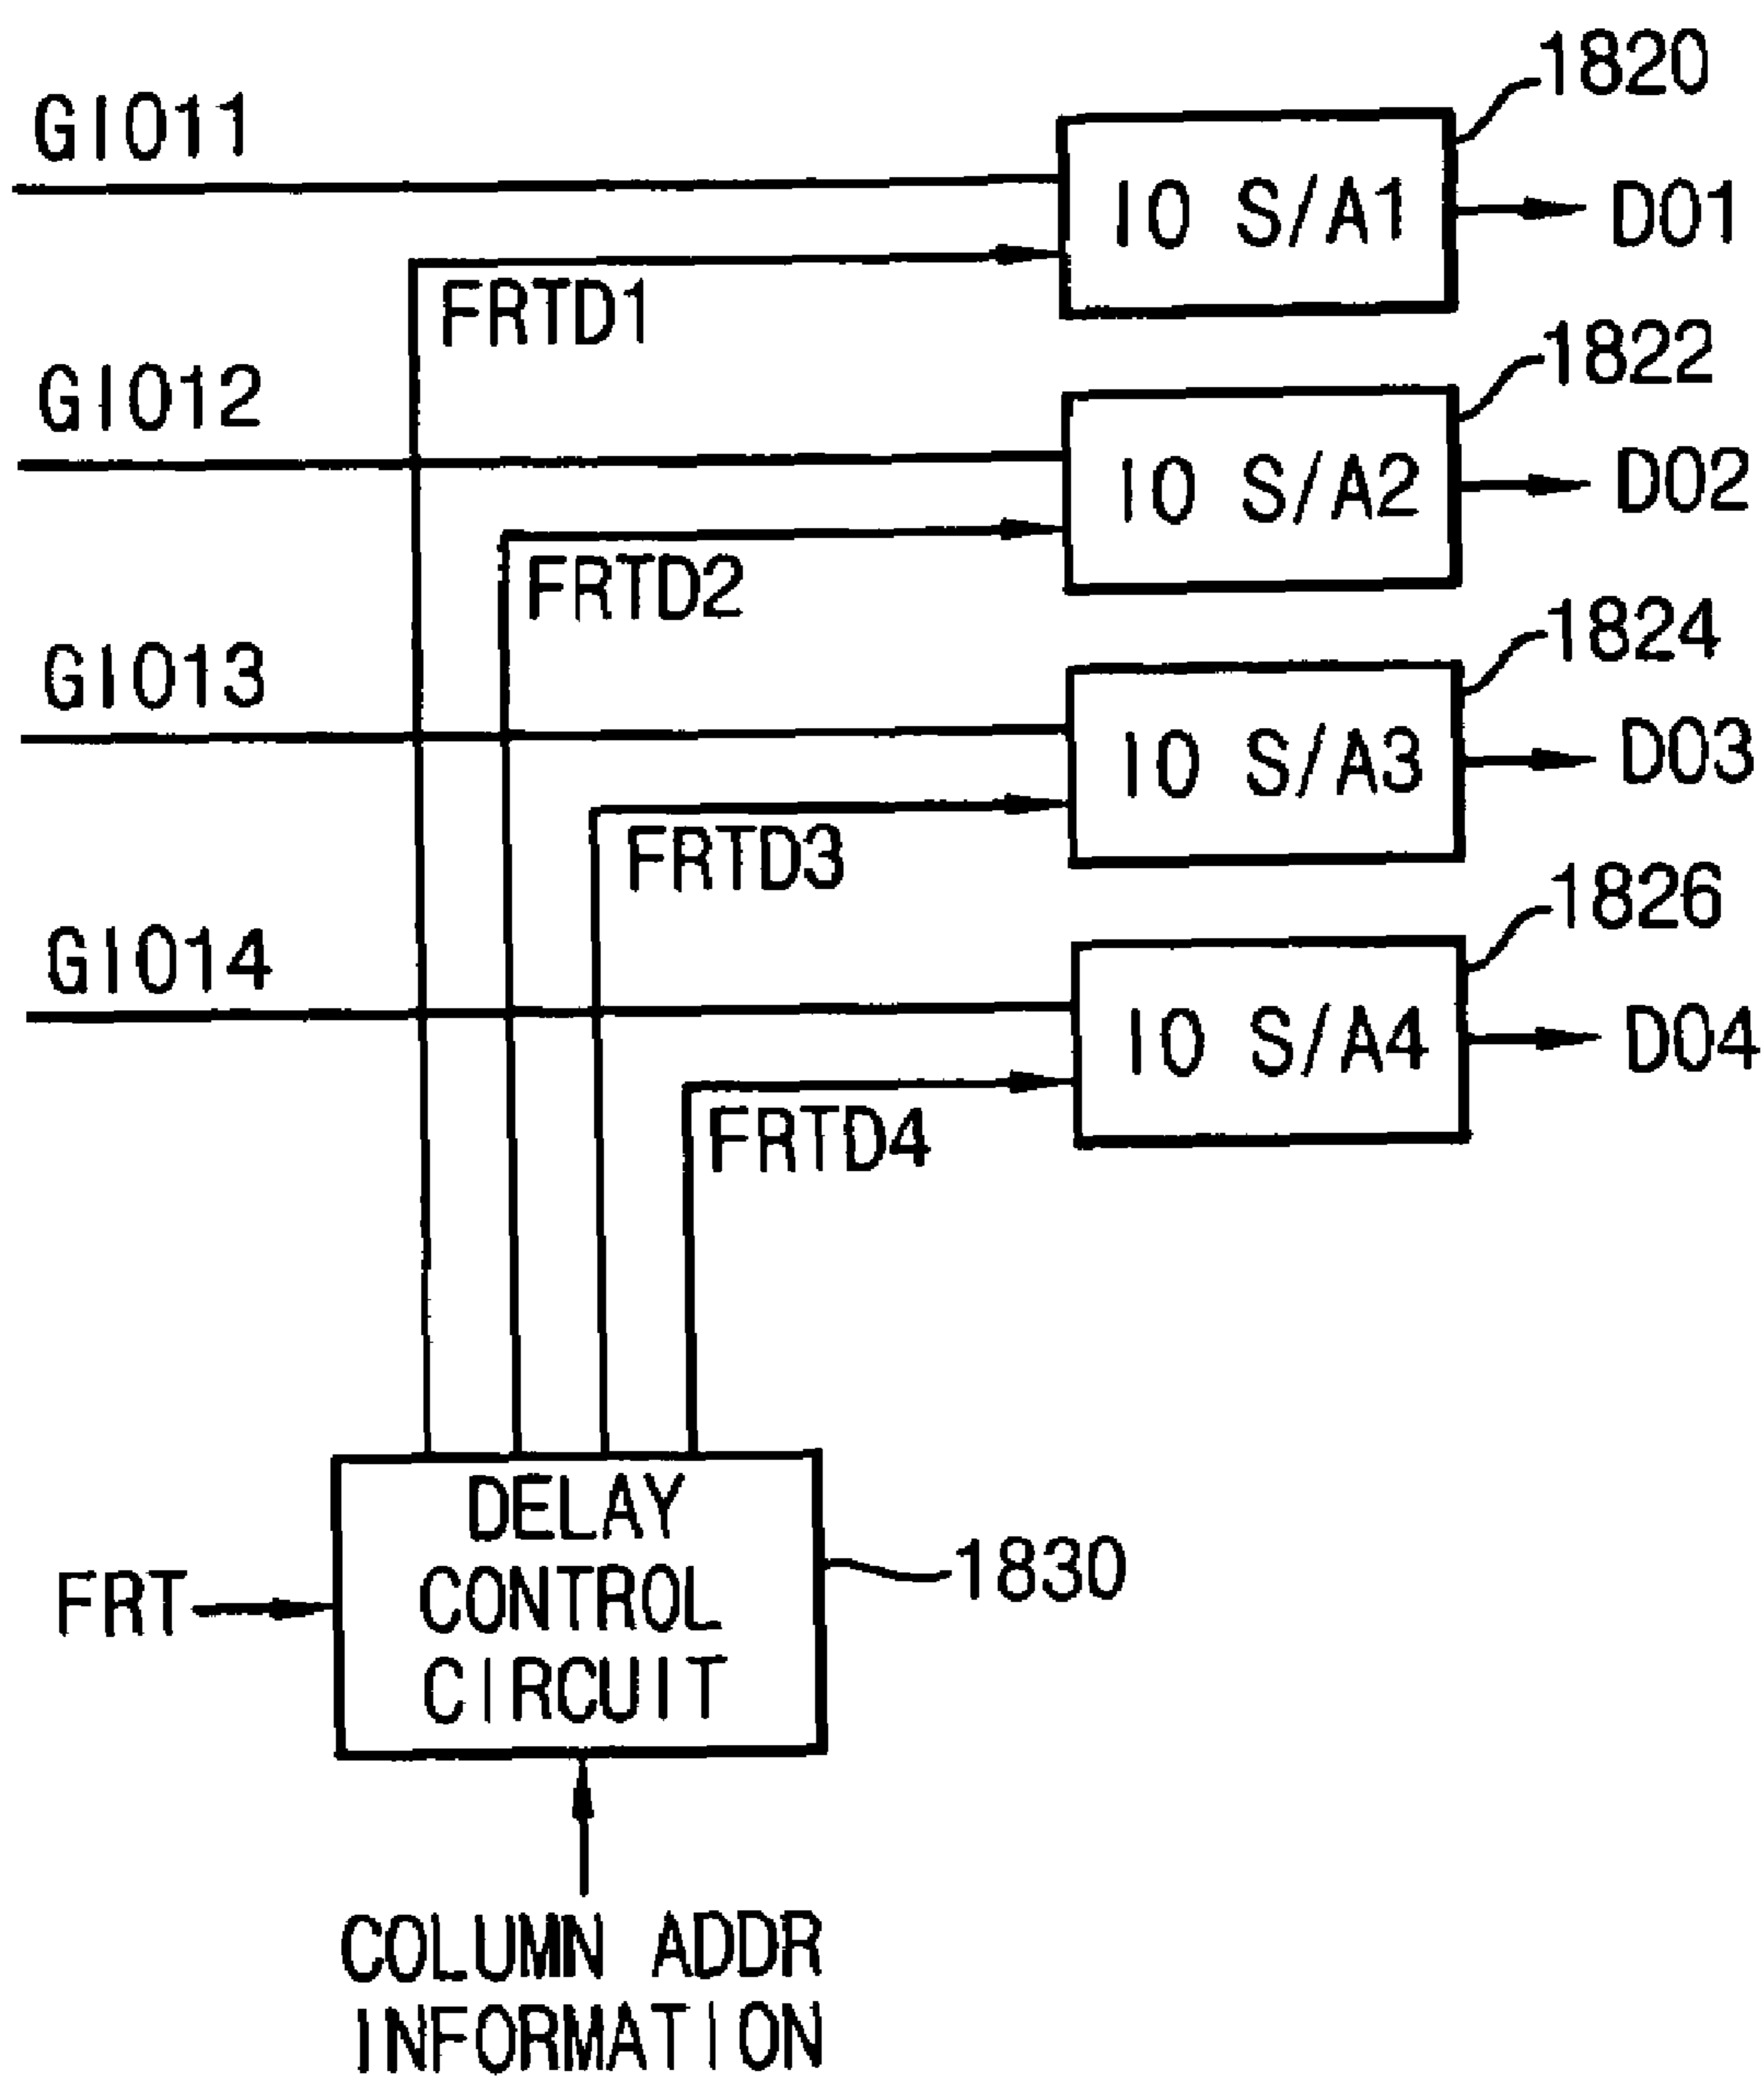 1820
GIO11
IO S/A1
DO1
FRTD1
1822
GIO12
IO S/A2
DO2
FRTD2
1824
GIO13
IO S/A3
DO3
FRTD3
1826
GIO14
IO S/A4
DO4
FRTD4
DELAY
CONTROL
CIRCUIT
FRT
1830
COLUMN ADDR
INFORMATION